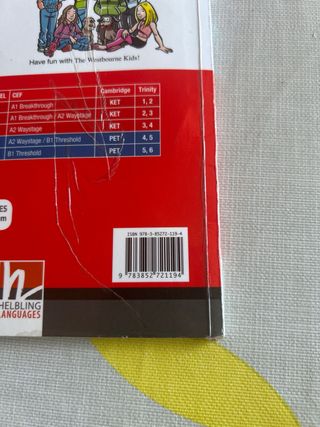 Have fun with The Westbourne Kids!
EL CEF Cambridge Trinity
A1 Breakthrough KET 1, 2
A1 Breakthrough / A2 Waystage KET 2, 3
A2 Waystage KET 3, 4
A2 Waystage / B1 Threshold PET 4, 5
B1 Threshold PET 5, 6
ES
m
ISBN 978-3-85272-119-4
9 783852 721194
h
HELBLING
LANGUAGES